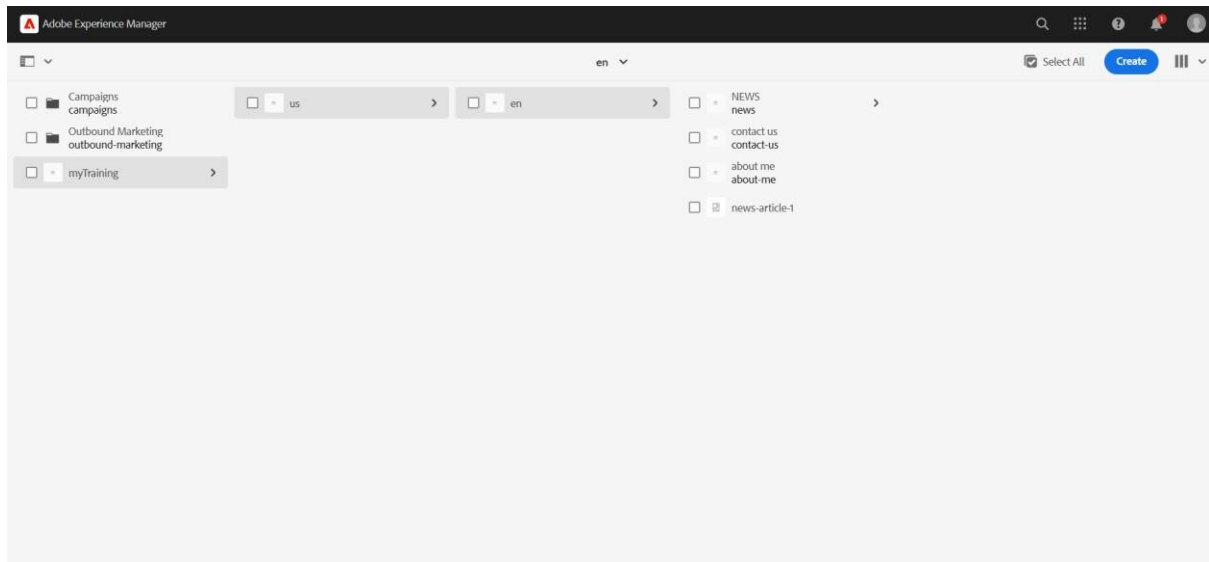 Adobe Experience Manager
1
en
Select All
Create
Campaigns
campaigns
Outbound Marketing
outbound-marketing
myTraining
us
en
NEWS
news
contact us
contact-us
about me
about-me
news-article-1